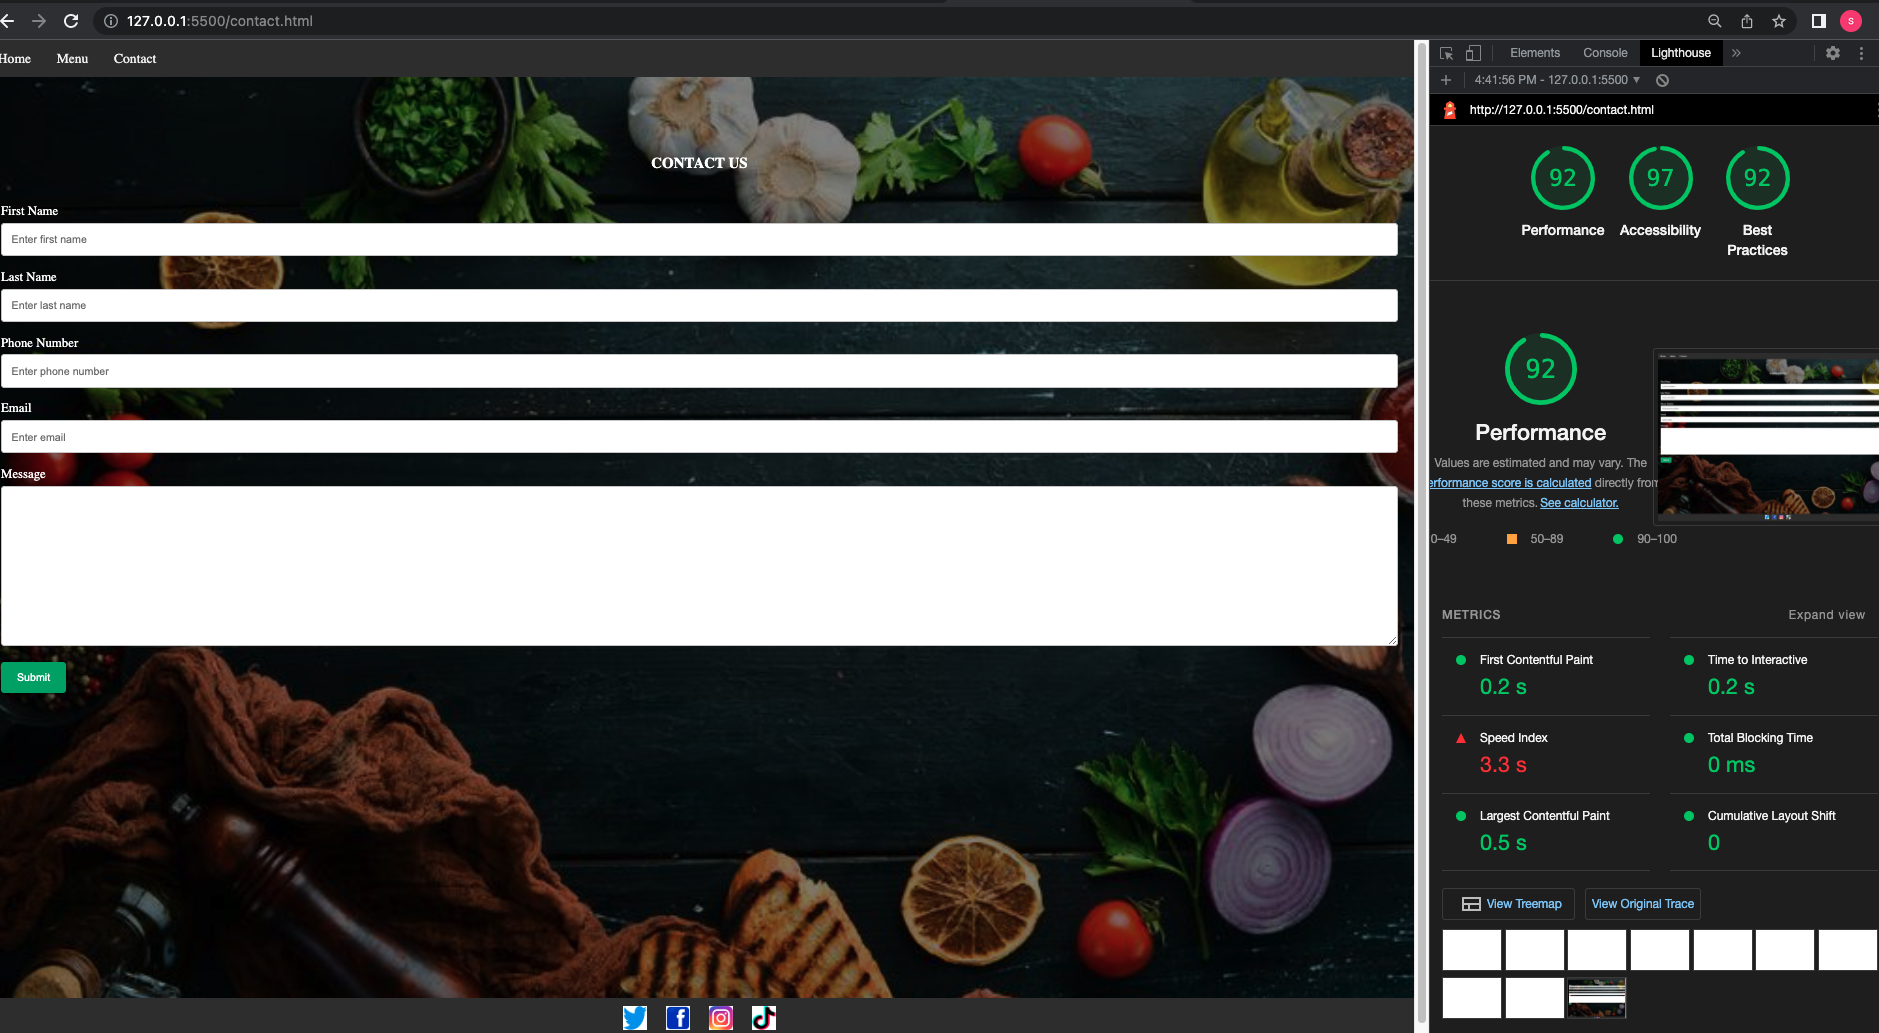 127.0.0.1:5500/contact.html
S
Home Menu Contact
CONTACT US
First Name
Enter first name
Last Name
Enter last name
Phone Number
Enter phone number
Email
Enter email
Message
Submit
Elements Console Lighthouse »
4:41:56 PM - 127.0.0.1:5500
http://127.0.0.1:5500/contact.html
92 97 92
Performance Accessibility Best
Practices
92
Performance
Values are estimated and may vary. The
erformance score is calculated directly from
these metrics. See calculator.
0–49 50–89 90–100
METRICS Expand view
First Contentful Paint Time to Interactive
0.2 s 0.2 s
Speed Index Total Blocking Time
3.3 s 0 ms
Largest Contentful Paint Cumulative Layout Shift
0.5 s 0
View Treemap View Original Trace